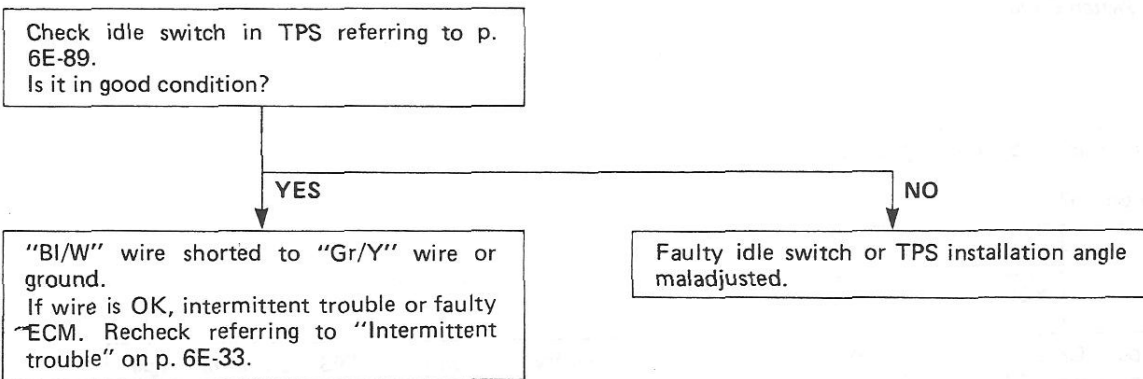 Check idle switch in TPS referring to p.
6E-89.
Is it in good condition?
YES
NO
"Bl/W" wire shorted to "Gr/Y" wire or
ground.
If wire is OK, intermittent trouble or faulty
ECM. Recheck referring to "Intermittent
trouble" on p. 6E-33.
Faulty idle switch or TPS installation angle
maladjusted.